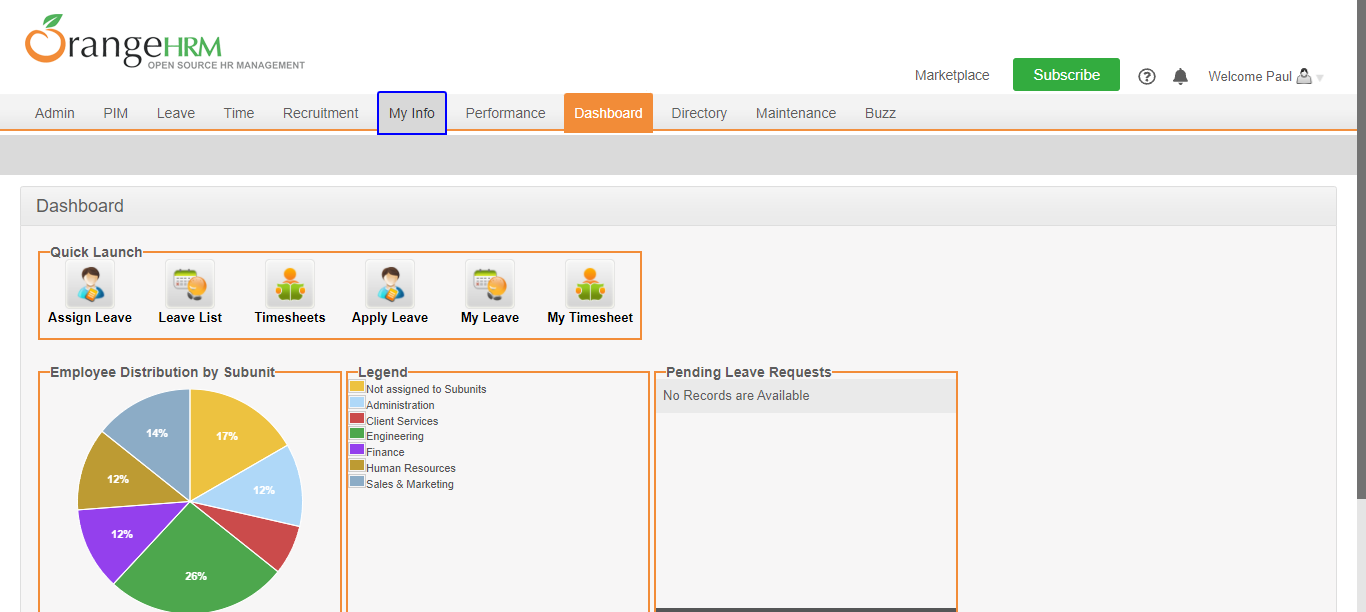 OrangeHRM
OPEN SOURCE HR MANAGEMENT
Marketplace
Subscribe
Welcome Paul
Admin PIM Leave Time Recruitment My Info Performance Dashboard Directory Maintenance Buzz
Dashboard
Quick Launch
Assign Leave Leave List Timesheets Apply Leave My Leave My Timesheet
Employee Distribution by Subunit
17%
12%
26%
12%
12%
14%
Legend
Not assigned to Subunits
Administration
Client Services
Engineering
Finance
Human Resources
Sales & Marketing
Pending Leave Requests
No Records are Available